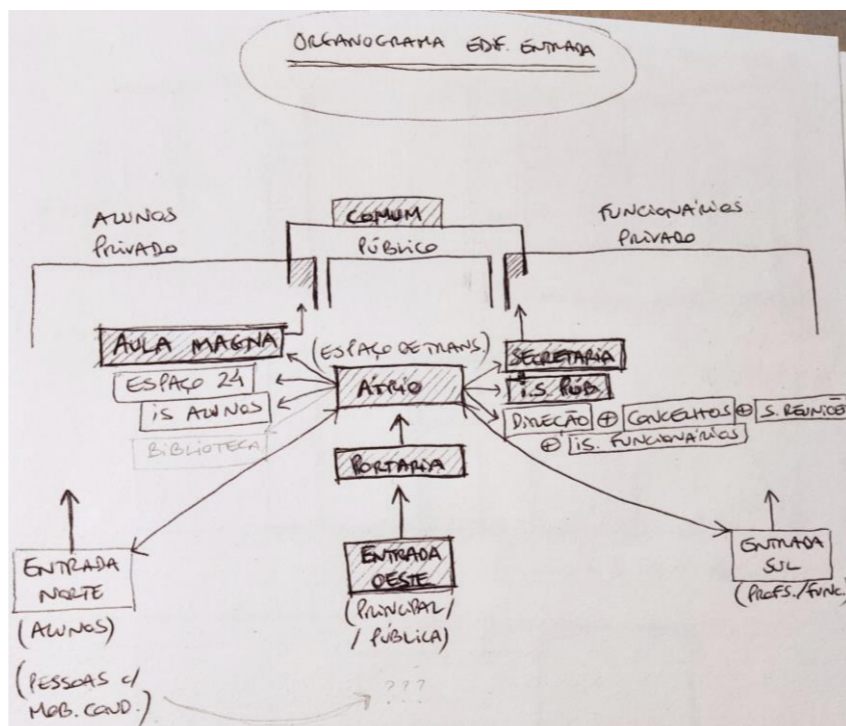 ORGANOGRAMA EDF. ENTRADA
ALUNOS
PRIVADO
COMUM
PÚBLICO
FUNCIONÁRIOS
PRIVADO
AULA MAGNA
(ESPAÇO DE TRANS)
SECRETARIA
ESPAÇO 24
ÁTRIO
i.S. PÚB
iS ALUNOS
DIREÇÃO ⊕ CONCELHOS ⊕ S. REUNIÕE
BIBLIOTECA
⊕ iS. FUNCIONÁRIOS
PORTARIA
ENTRADA
NORTE
(ALUNOS)
(PESSOAS c/
MOB. COND.)
ENTRADA
OESTE
(PRINCIPAL/
/ PÚBLICA)
???
ENTRADA
SUL
(PROFS./FUNC.)